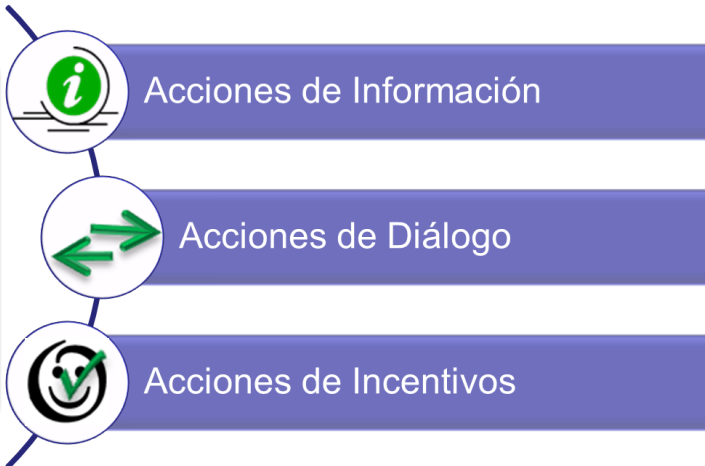 Acciones de Información
Acciones de Diálogo
Acciones de Incentivos